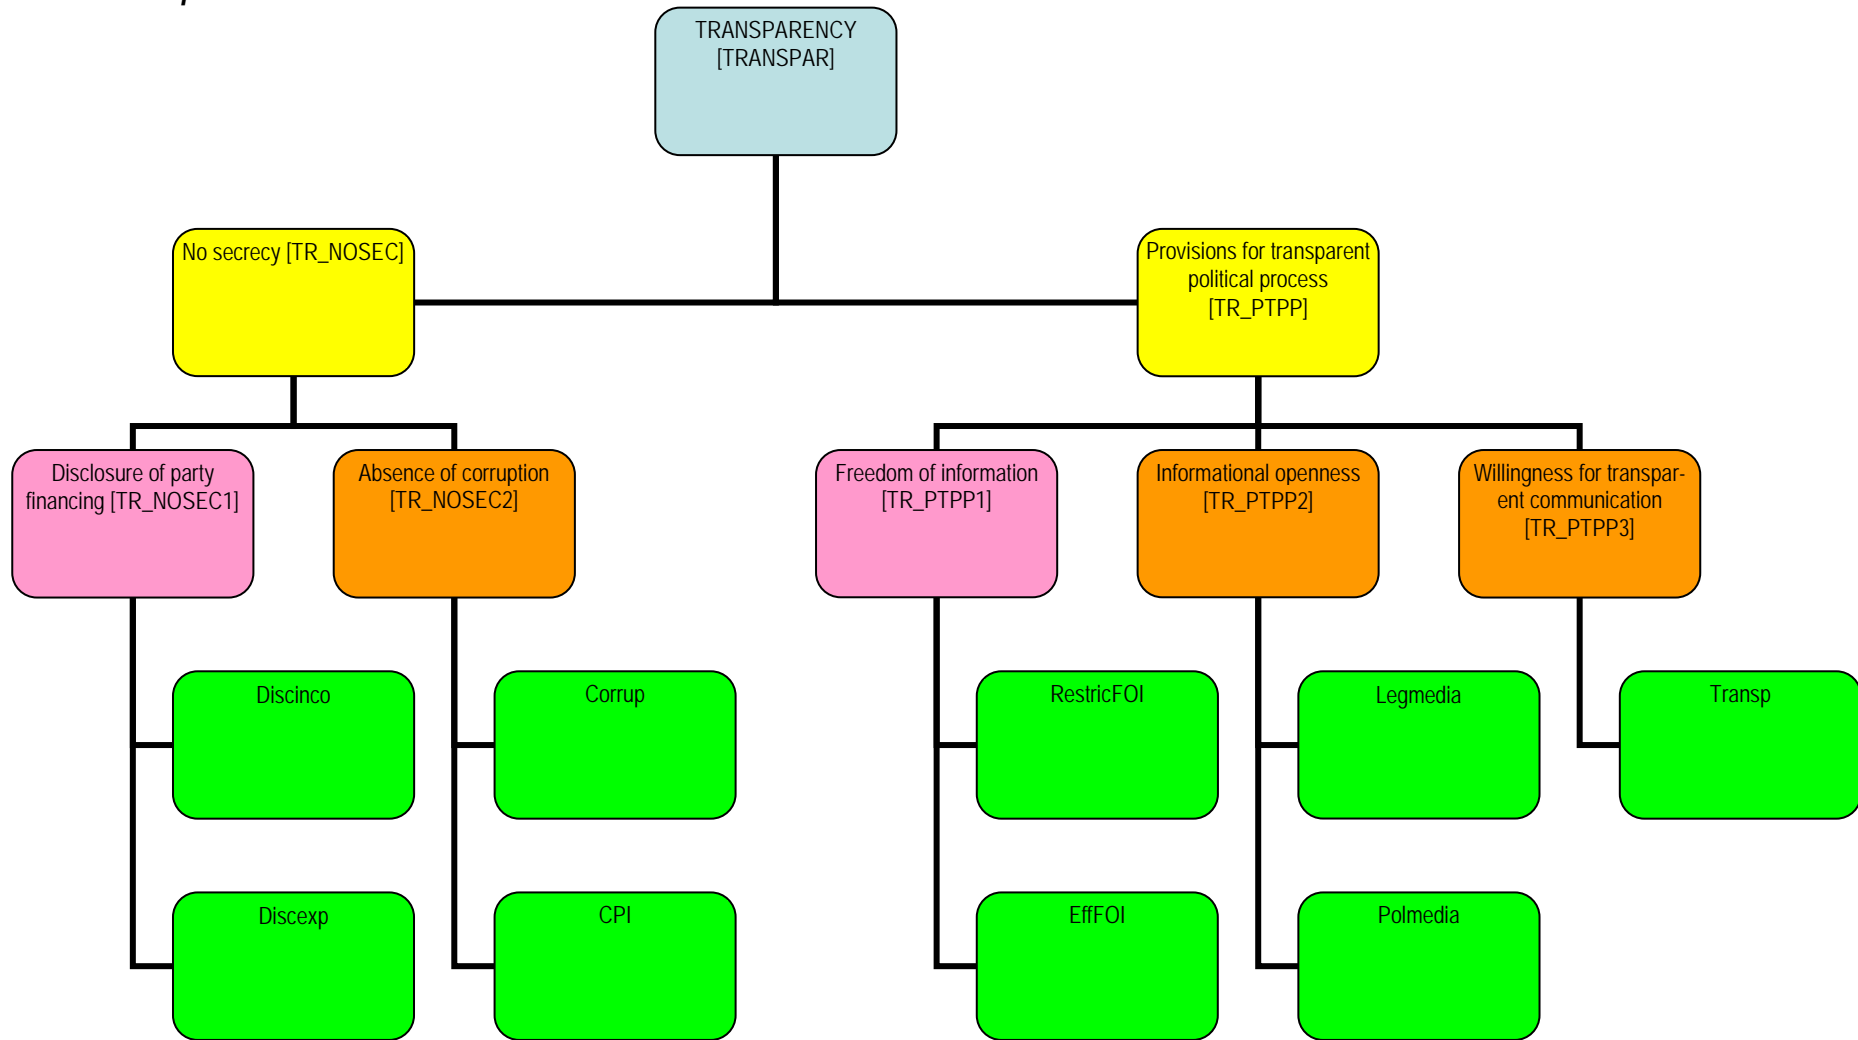 TRANSPARENCY
[TRANSPAR]
No secrecy [TR_NOSEC]
Provisions for transparent
political process
[TR_PTPP]
Disclosure of party
financing [TR_NOSEC1]
Absence of corruption
[TR_NOSEC2]
Freedom of information
[TR_PTPP1]
Informational openness
[TR_PTPP2]
Willingness for transpar-
ent communication
[TR_PTPP3]
Discinco
Corrup
RestricFOI
Legmedia
Transp
Discexp
CPI
EffFOI
Polmedia